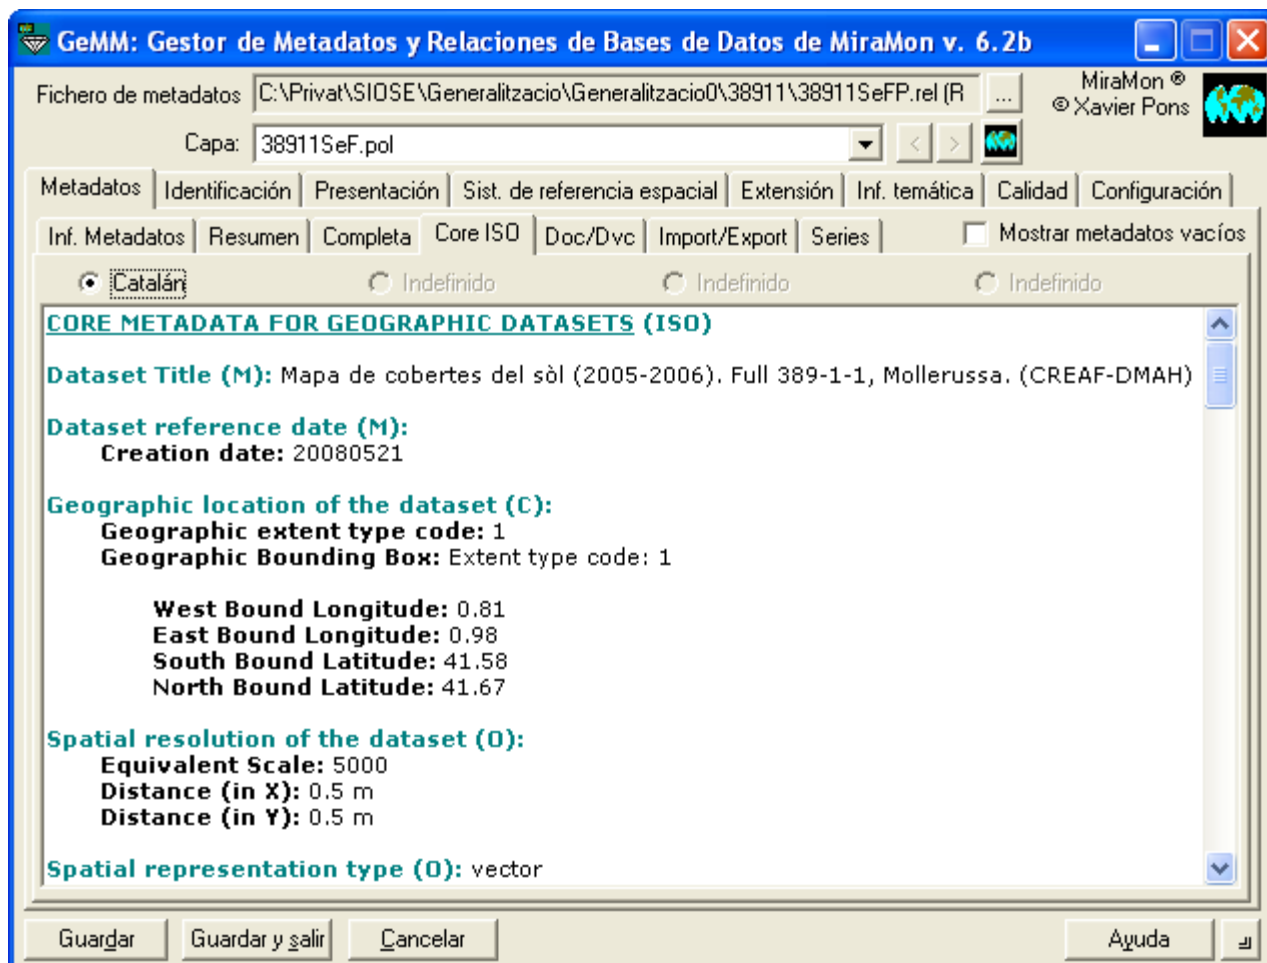 GeMM: Gestor de Metadatos y Relaciones de Bases de Datos de MiraMon v. 6.2b
Fichero de metadatos C:\Privat\SIOSE\Generalitzacio\Generalitzacio0\38911\38911SeFP.rel (R ...
MiraMon ®
© Xavier Pons
Capa: 38911SeF.pol < >
Metadatos Identificación Presentación Sist. de referencia espacial Extensión Inf. temática Calidad Configuración
Inf. Metadatos Resumen Completa Core ISO Doc/Dvc Import/Export Series Mostrar metadatos vacíos
Catalán Indefinido Indefinido Indefinido
CORE METADATA FOR GEOGRAPHIC DATASETS (ISO)
Dataset Title (M): Mapa de cobertes del sòl (2005-2006). Full 389-1-1, Mollerussa. (CREAF-DMAH)
Dataset reference date (M):
Creation date: 20080521
Geographic location of the dataset (C):
Geographic extent type code: 1
Geographic Bounding Box: Extent type code: 1
West Bound Longitude: 0.81
East Bound Longitude: 0.98
South Bound Latitude: 41.58
North Bound Latitude: 41.67
Spatial resolution of the dataset (O):
Equivalent Scale: 5000
Distance (in X): 0.5 m
Distance (in Y): 0.5 m
Spatial representation type (O): vector
Guardar Guardar y salir Cancelar Ayuda